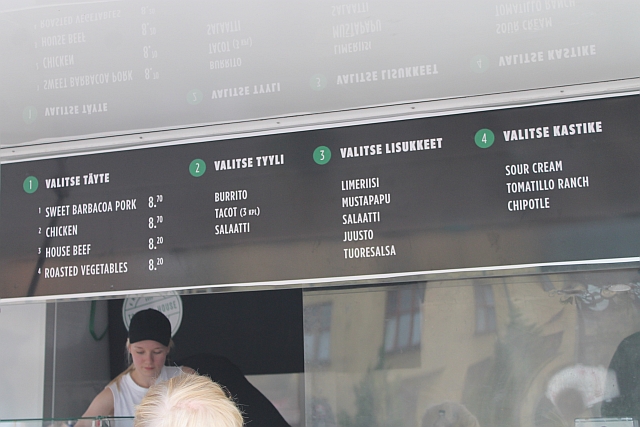 1 VALITSE TÄYTE
1 SWEET BARBACOA PORK 8.70
2 CHICKEN 8.70
3 HOUSE BEEF 8.20
4 ROASTED VEGETABLES 8.20
2 VALITSE TYYLI
BURRITO
TACOT (3 KPL)
SALAATTI
3 VALITSE LISUKKEET
LIMERIISI
MUSTAPAPU
SALAATTI
JUUSTO
TUORESALSA
4 VALITSE KASTIKE
SOUR CREAM
TOMATILLO RANCH
CHIPOTLE